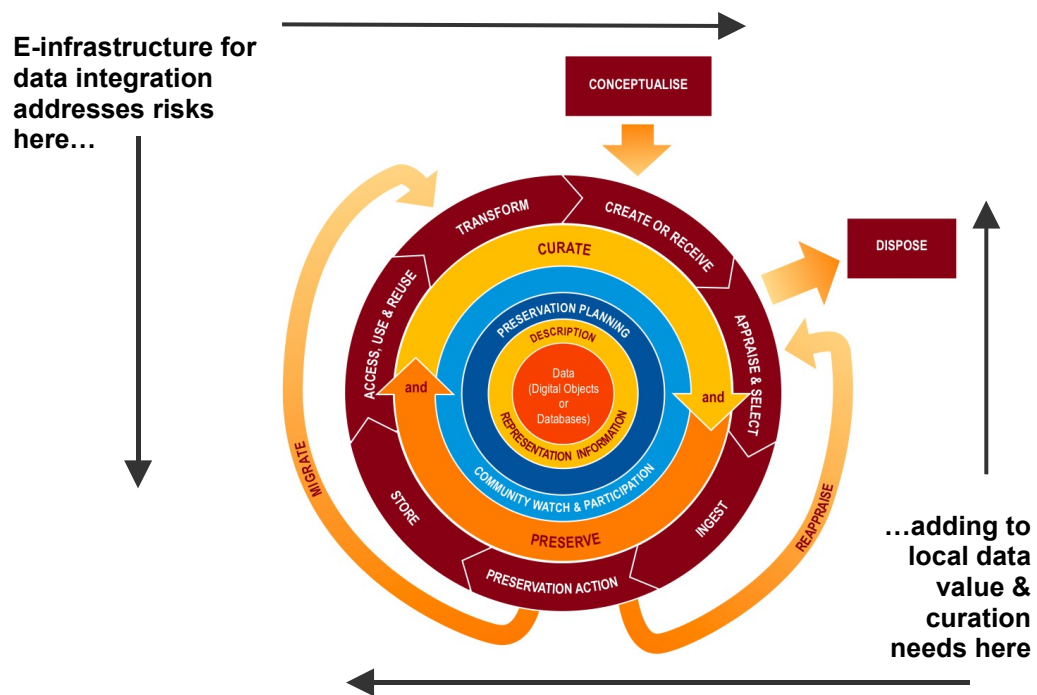 E-infrastructure for
data integration
addresses risks
here…
CONCEPTUALISE
DISPOSE
TRANSFORM
CREATE OR RECEIVE
APPRAISE & SELECT
INGEST
PRESERVATION ACTION
STORE
ACCESS, USE & REUSE
MIGRATE
REAPPRAISE
CURATE
and
PRESERVE
and
COMMUNITY WATCH & PARTICIPATION
PRESERVATION PLANNING
DESCRIPTION
REPRESENTATION INFORMATION
Data
(Digital Objects
or
Databases)
…adding to
local data
value &
curation
needs here